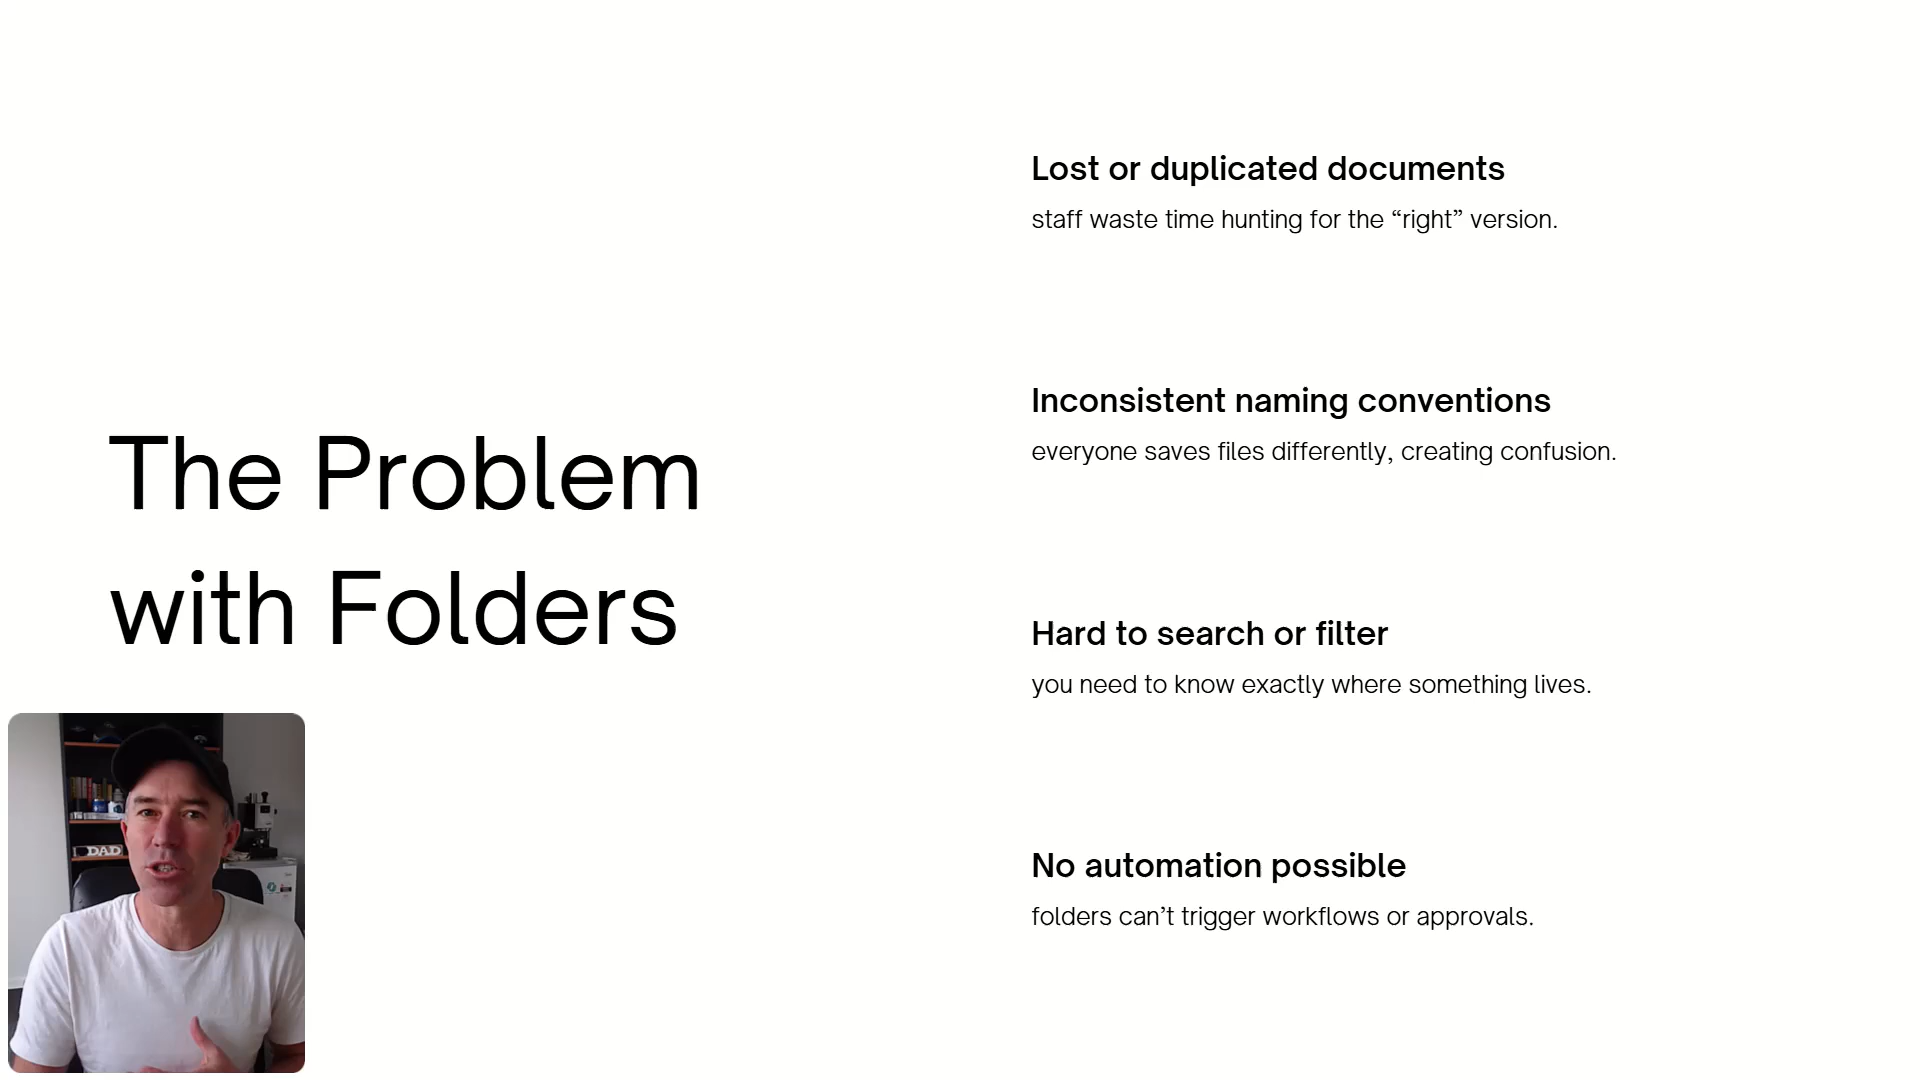 The Problem
with Folders
Lost or duplicated documents
staff waste time hunting for the “right” version.
Inconsistent naming conventions
everyone saves files differently, creating confusion.
Hard to search or filter
you need to know exactly where something lives.
No automation possible
folders can’t trigger workflows or approvals.
DAD